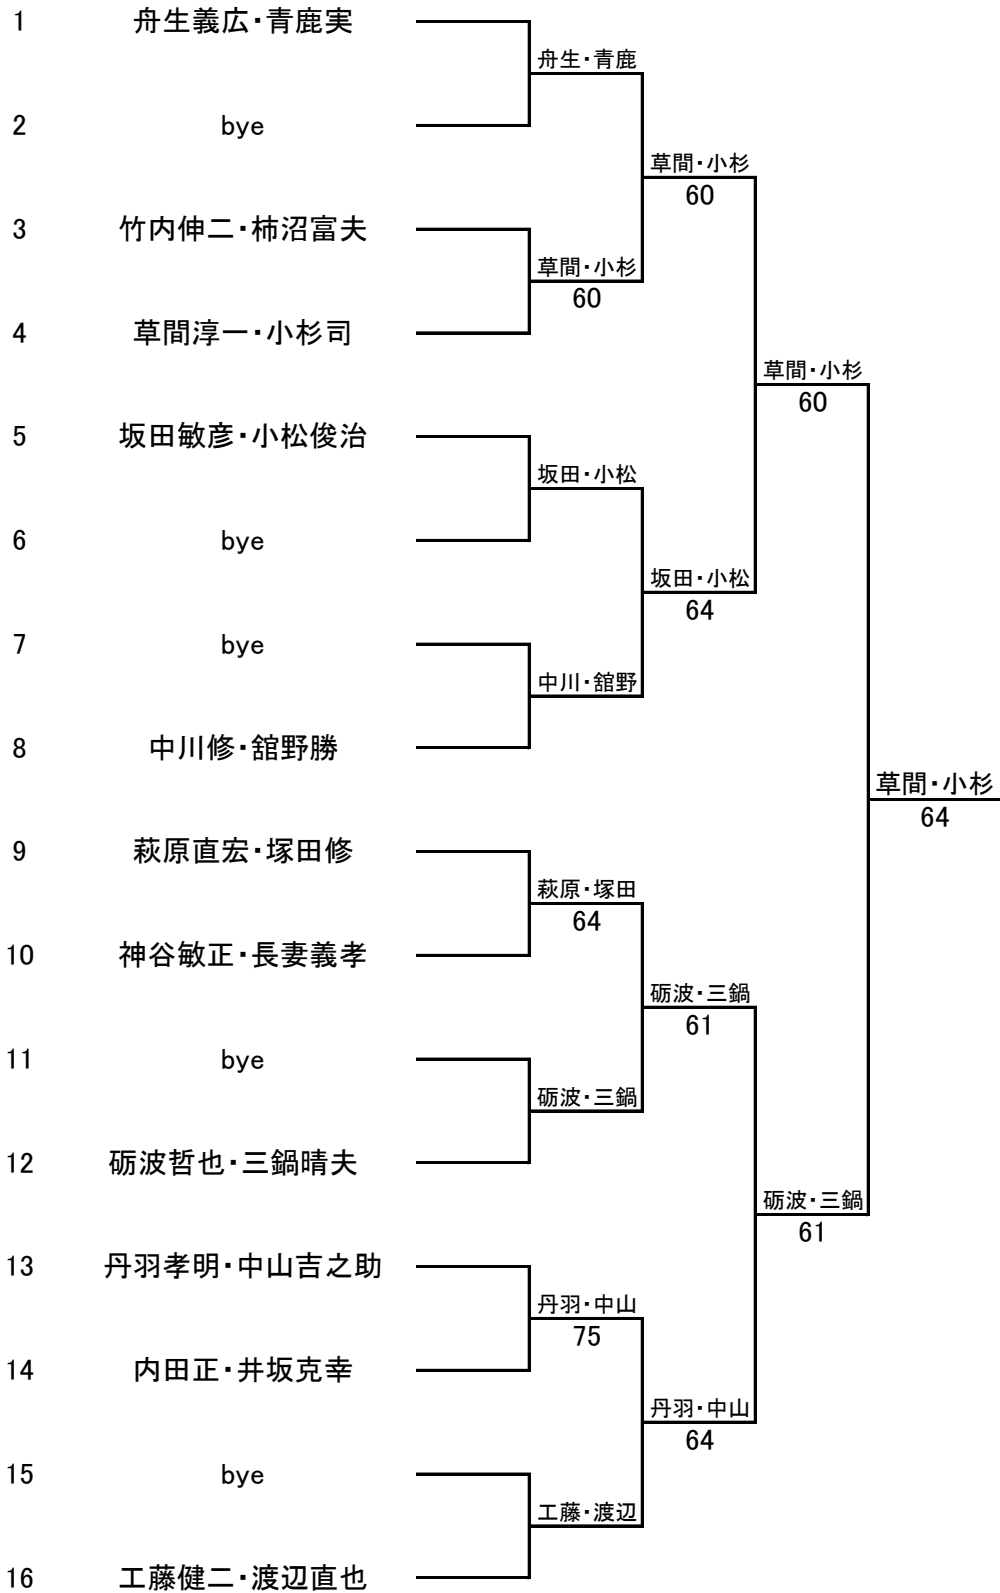 1 舟生義広・青鹿実
舟生・青鹿
2 bye
草間・小杉
60
3 竹内伸二・柿沼富夫
草間・小杉
60
4 草間淳一・小杉司
草間・小杉
60
5 坂田敏彦・小松俊治
坂田・小松
6 bye
坂田・小松
64
7 bye
中川・舘野
8 中川修・舘野勝
草間・小杉
64
9 萩原直宏・塚田修
萩原・塚田
64
10 神谷敏正・長妻義孝
砺波・三鍋
61
11 bye
砺波・三鍋
12 砺波哲也・三鍋晴夫
砺波・三鍋
61
13 丹羽孝明・中山吉之助
丹羽・中山
75
14 内田正・井坂克幸
丹羽・中山
64
15 bye
工藤・渡辺
16 工藤健二・渡辺直也